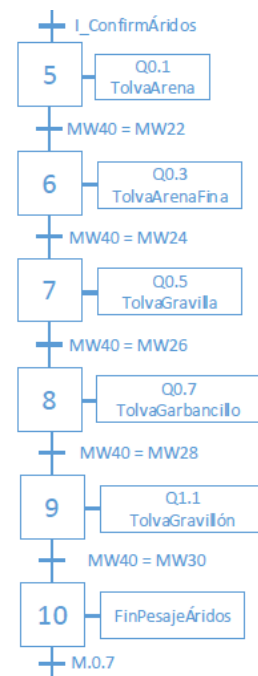 I_ConfirmÁridos
5
Q0.1
TolvaArena
MW40 = MW22
6
Q0.3
TolvaArenaFina
MW40 = MW24
7
Q0.5
TolvaGravilla
MW40 = MW26
8
Q0.7
TolvaGarbancillo
MW40 = MW28
9
Q1.1
TolvaGravillón
MW40 = MW30
10
FinPesajeÁridos
M.0.7